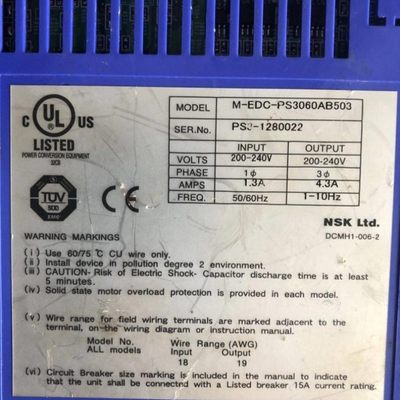 C UL US
LISTED
POWER CONVERSION EQUIPMENT
TÜV
CE
MODEL M-EDC-PS3060AB503
SER.No. PS3-1280022
INPUT OUTPUT
VOLTS 200-240V 200-240V
PHASE 1ϕ 3ϕ
AMPS 1.3A 4.3A
FREQ. 50/60Hz 1-10Hz
NSK Ltd.
DCMH1-006-2
WARNING MARKINGS
(i) Use 60/75 °C CU wire only.
(ii) Install device in pollution degree 2 environment.
(iii) CAUTION- Risk of Electric Shock- Capacitor discharge time is at least
5 minutes.
(iv) Solid state motor overload protection is provided in each model.
(v) Wire range for field wiring terminals are marked adjacent to the
terminal, on-the wiring diagram or instruction manual.
Model No. Wire Range (AWG)
ALL models Input Output
18 19
(vi) Circuit Breaker size marking is included in the manual to indicate
that the unit shall be connected with a Listed breaker 15A current rating.